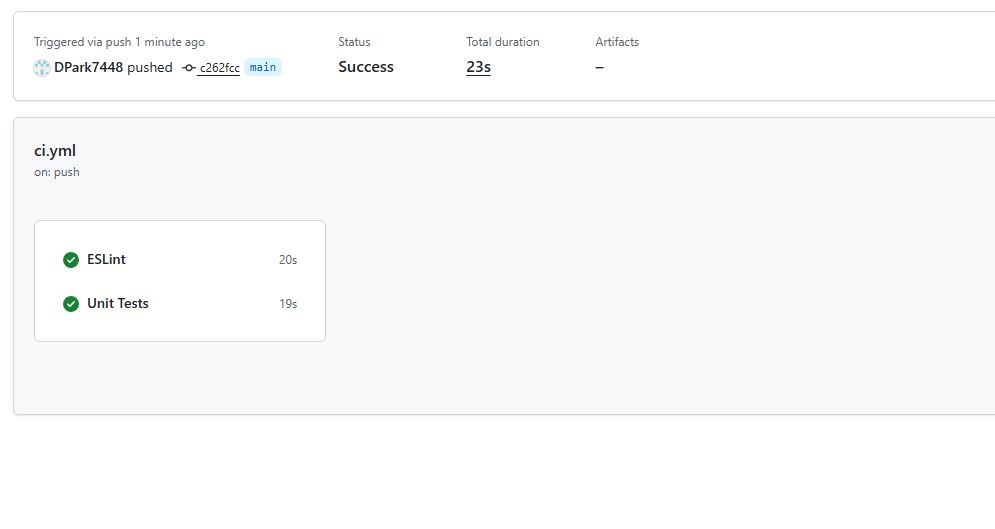 Triggered via push 1 minute ago
DPark7448 pushed c262fcc main
Status
Success
Total duration
23s
Artifacts
–
ci.yml
on: push
ESLint 20s
Unit Tests 19s